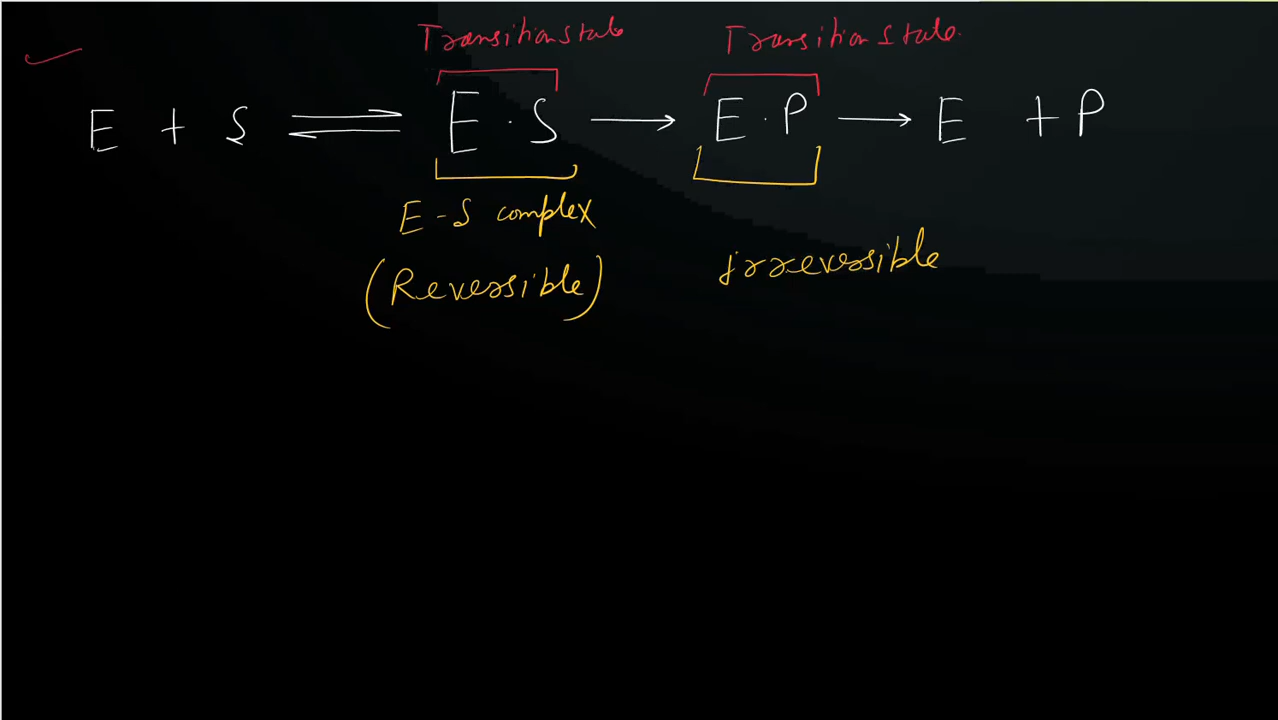 Transition state Transition state.
E + S ⇌ E · S → E · P → E + P
E - S complex
(Reversible) irreversible